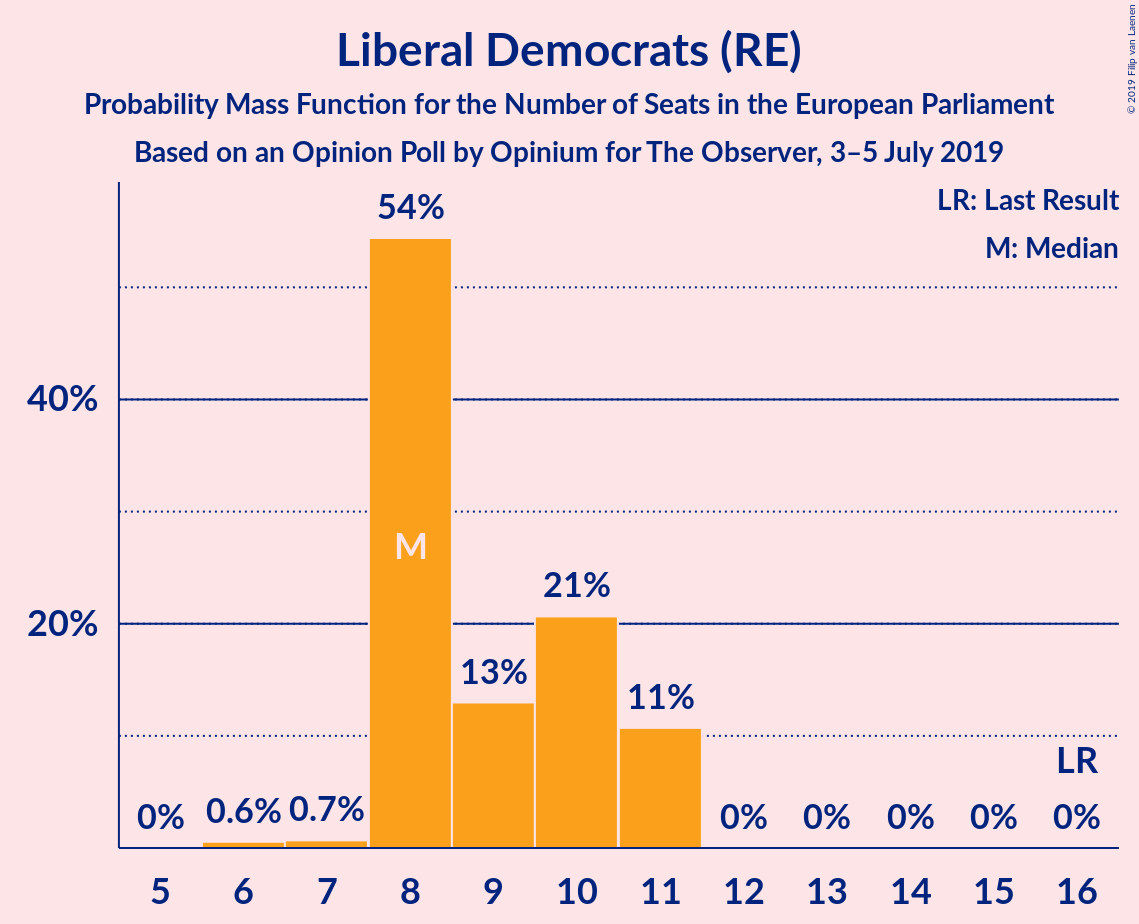 Liberal Democrats (RE)
Probability Mass Function for the Number of Seats in the European Parliament
Based on an Opinion Poll by Opinium for The Observer, 3–5 July 2019
© 2019 Filip van Laenen
LR: Last Result
M: Median
54%
40%
M
21%
20%
13%
11%
LR
0% 0.6% 0.7% 0% 0% 0% 0% 0%
5 6 7 8 9 10 11 12 13 14 15 16